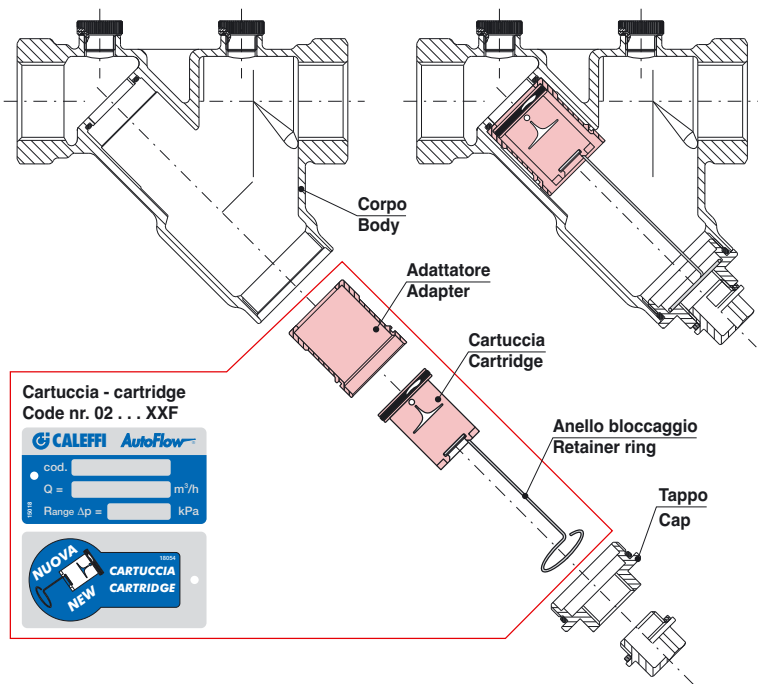 Corpo
Body
Adattatore
Adapter
Cartuccia
Cartridge
Cartuccia - cartridge
Code nr. 02 . . . XXF
CALEFFI AutoFlow
cod.
Q = m³/h
Range Δp = kPa
15018
Anello bloccaggio
Retainer ring
Tappo
Cap
NUOVA
NEW
18054
CARTUCCIA
CARTRIDGE